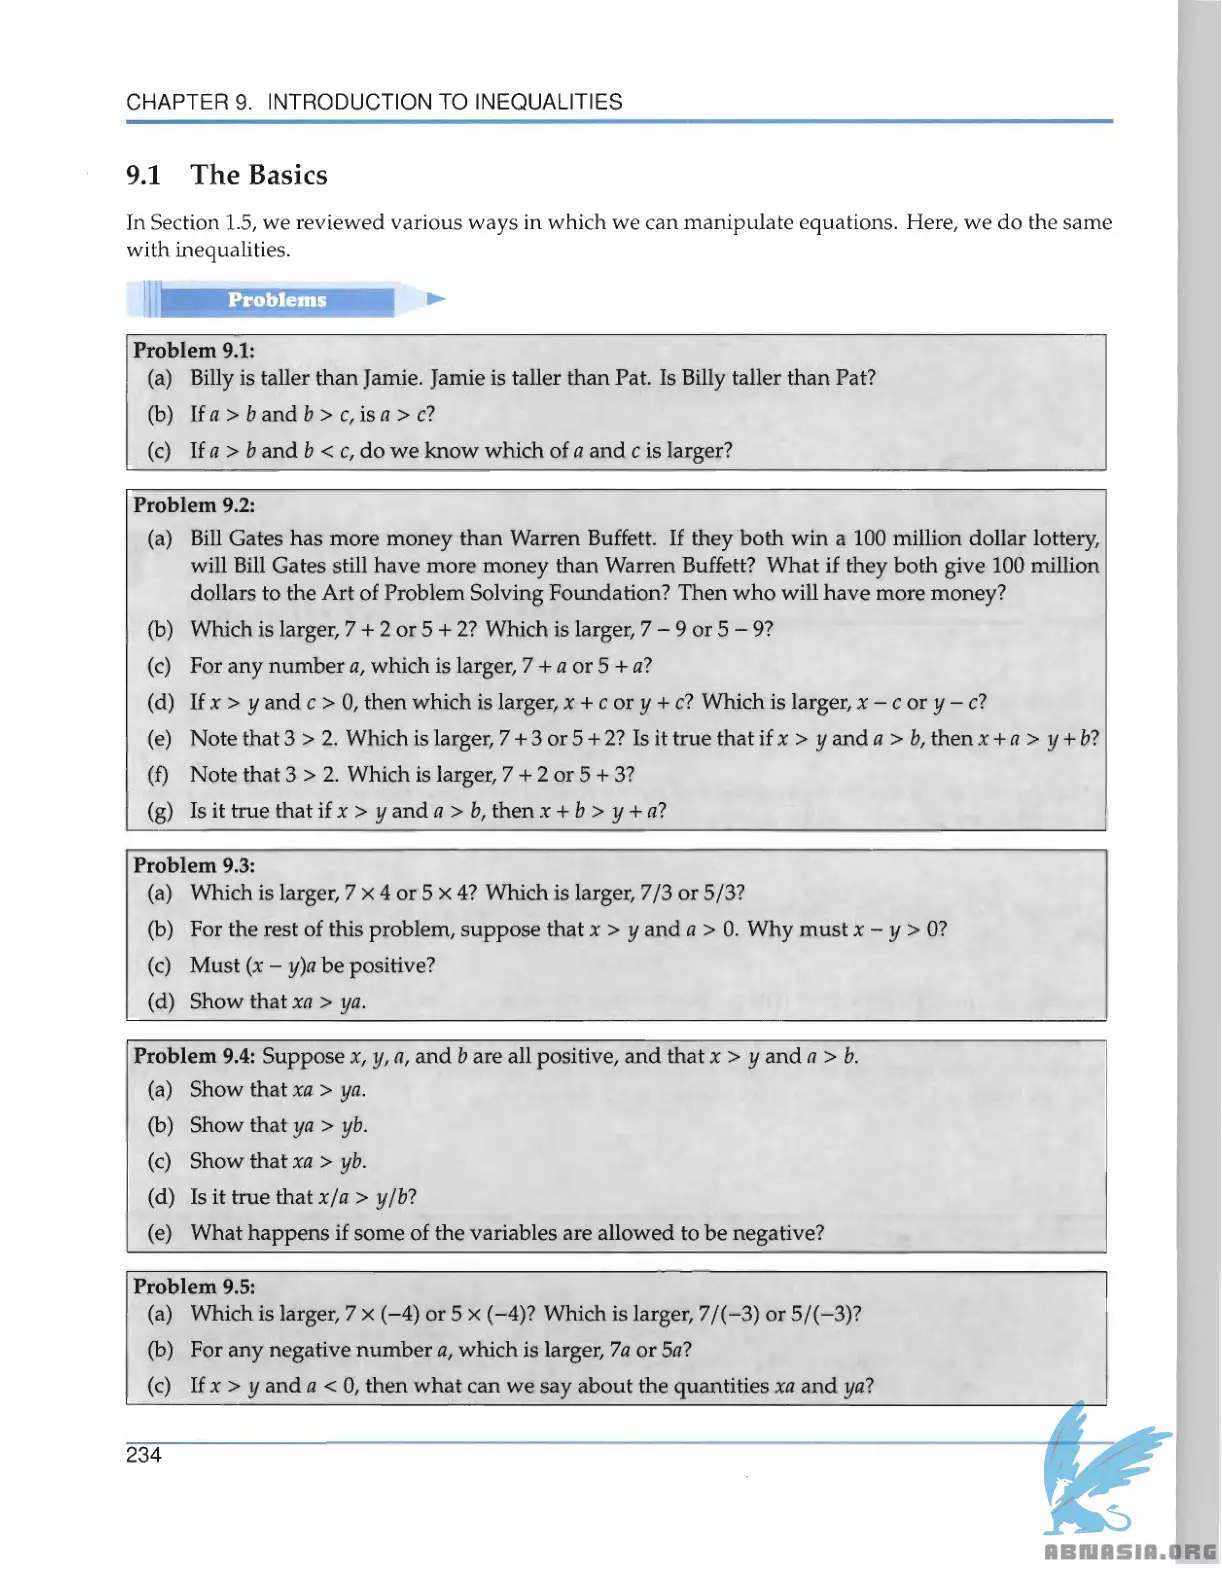 CHAPTER 9. INTRODUCTION TO INEQUALITIES
9.1 The Basics
In Section 1.5, we reviewed various ways in which we can manipulate equations. Here, we do the same
with inequalities.
Problems
Problem 9.1:
(a) Billy is taller than Jamie. Jamie is taller than Pat. Is Billy taller than Pat?
(b) If a > b and b > c, is a > c?
(c) If a > b and b < c, do we know which of a and c is larger?
Problem 9.2:
(a) Bill Gates has more money than Warren Buffett. If they both win a 100 million dollar lottery,
will Bill Gates still have more money than Warren Buffett? What if they both give 100 million
dollars to the Art of Problem Solving Foundation? Then who will have more money?
(b) Which is larger, 7 + 2 or 5 + 2? Which is larger, 7 – 9 or 5 – 9?
(c) For any number a, which is larger, 7 + a or 5 + a?
(d) If x > y and c > 0, then which is larger, x + c or y + c? Which is larger, x – c or y – c?
(e) Note that 3 > 2. Which is larger, 7 + 3 or 5 + 2? Is it true that if x > y and a > b, then x + a > y + b?
(f) Note that 3 > 2. Which is larger, 7 + 2 or 5 + 3?
(g) Is it true that if x > y and a > b, then x + b > y + a?
Problem 9.3:
(a) Which is larger, 7 × 4 or 5 × 4? Which is larger, 7/3 or 5/3?
(b) For the rest of this problem, suppose that x > y and a > 0. Why must x – y > 0?
(c) Must (x – y)a be positive?
(d) Show that xa > ya.
Problem 9.4: Suppose x, y, a, and b are all positive, and that x > y and a > b.
(a) Show that xa > ya.
(b) Show that ya > yb.
(c) Show that xa > yb.
(d) Is it true that x/a > y/b?
(e) What happens if some of the variables are allowed to be negative?
Problem 9.5:
(a) Which is larger, 7 × (–4) or 5 × (–4)? Which is larger, 7/(–3) or 5/(–3)?
(b) For any negative number a, which is larger, 7a or 5a?
(c) If x > y and a < 0, then what can we say about the quantities xa and ya?
234
ABNASIA.ORG